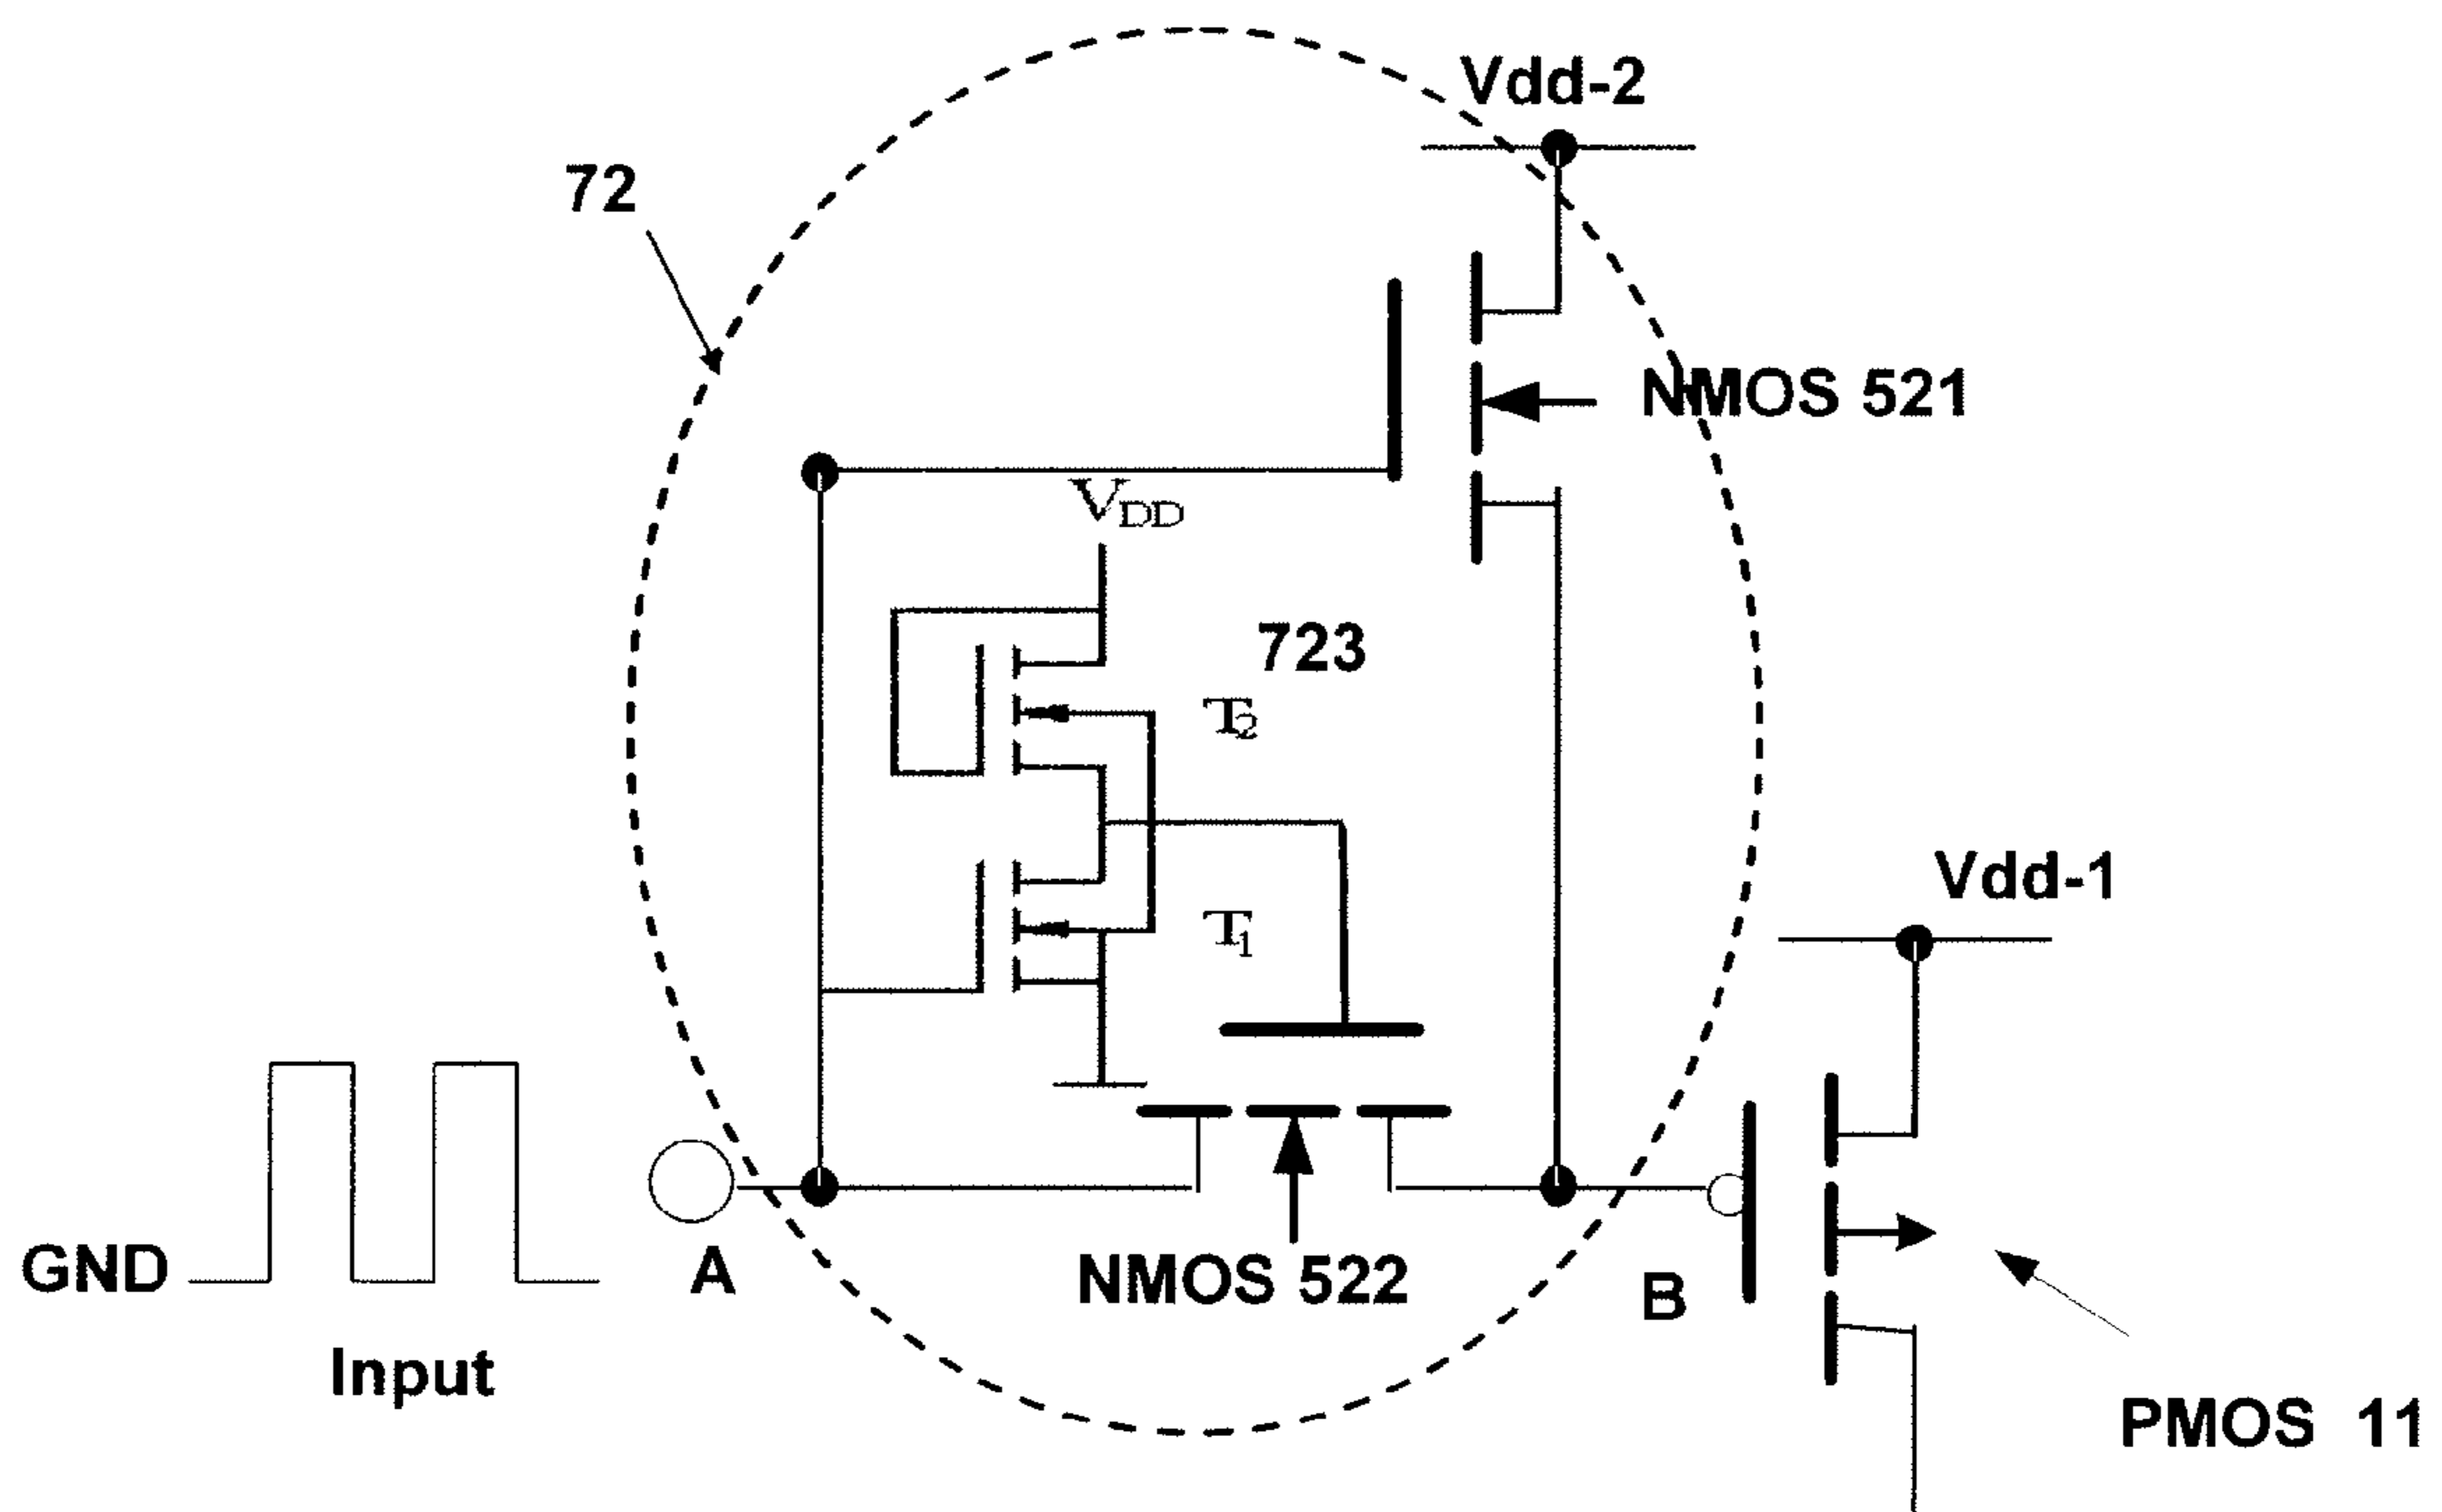 Vdd-2
72
NMOS 521
VDD
723
T2
Vdd-1
T1
GND
A
NMOS 522
B
Input
PMOS 11